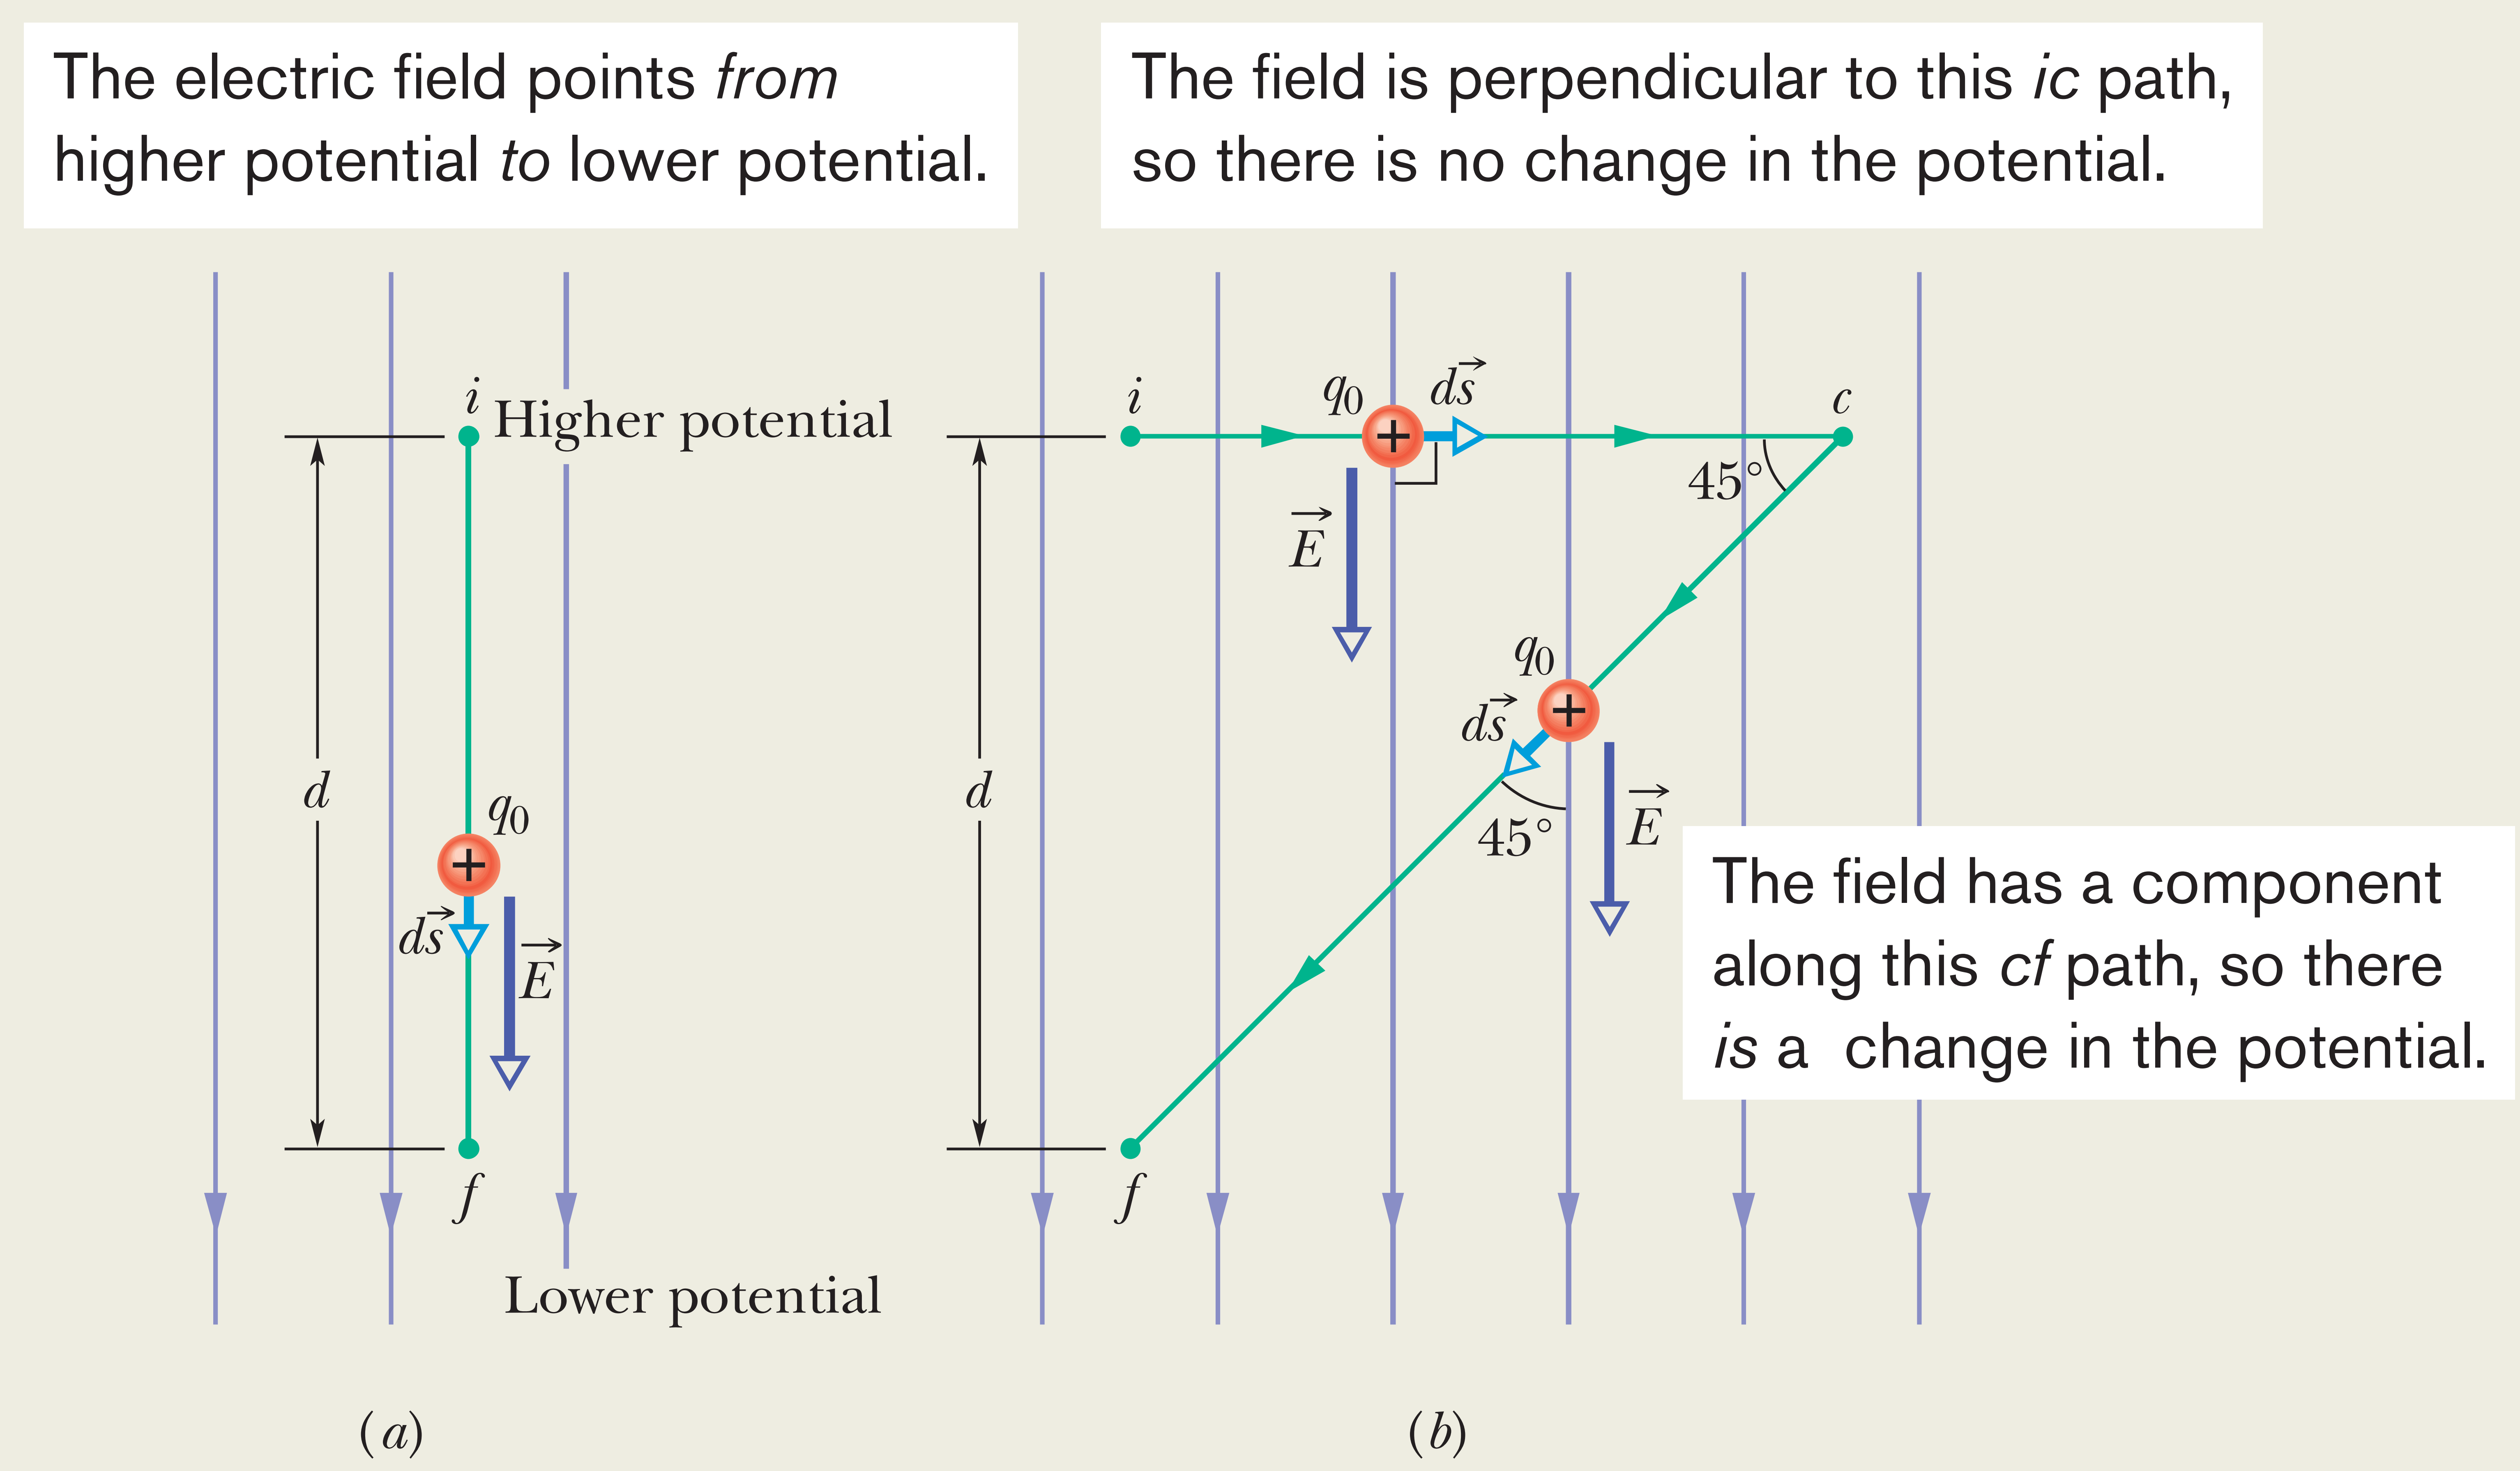 The electric field points from
higher potential to lower potential.
The field is perpendicular to this ic path,
so there is no change in the potential.
i
Higher potential
d
q₀
ds⃗
E⃗
f
Lower potential
(a)
i
q₀
ds⃗
c
45°
E⃗
d
q₀
ds⃗
45°
E⃗
The field has a component
along this cf path, so there
is a change in the potential.
f
(b)